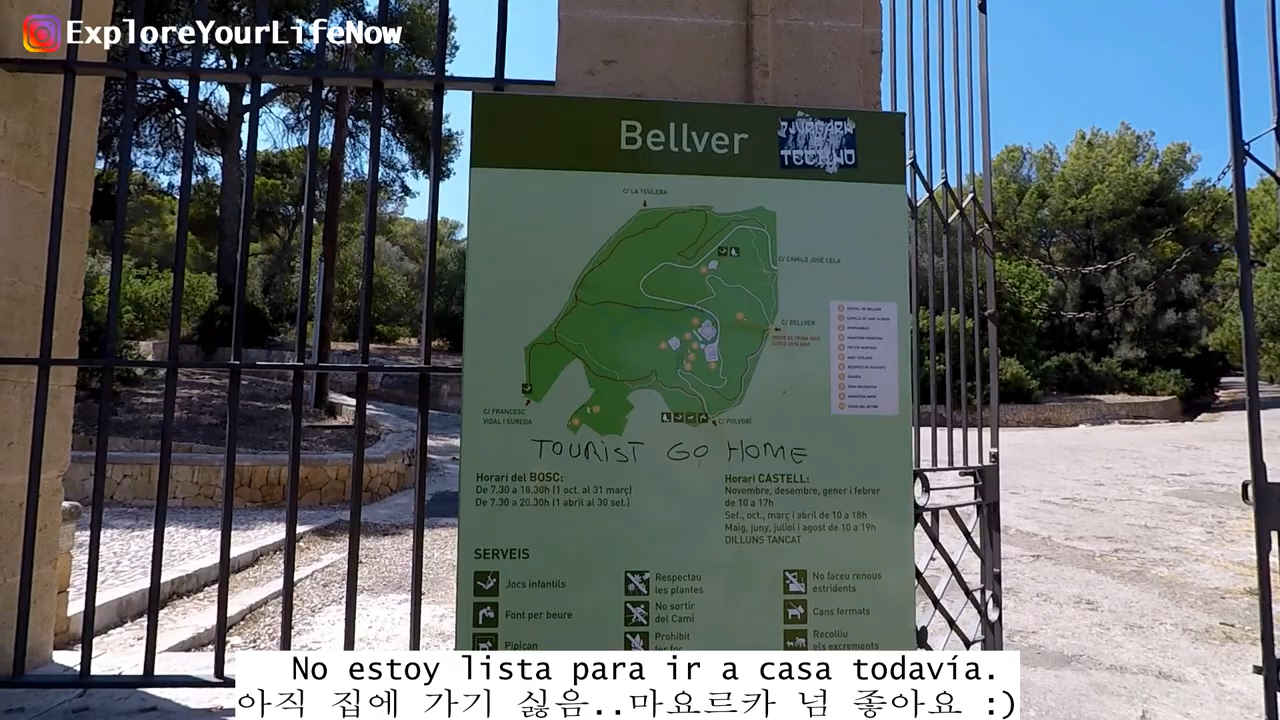 ExploreYourLifeNow
Bellver
TECHNO
C/ LA TEULERA
C/ CAMILO JOSÉ CELA
C/ BELLVER
C/ FRANCESC
VIDAL I SUREDA
C/ POLVORÍ
TOURIST GO HOME
Horari del BOSC:
De 7.30 a 18.30h (1 oct. al 31 març)
De 7.30 a 20.30h (1 abril al 30 set.)
Horari CASTELL:
Novembre, desembre, gener i febrer
de 10 a 17h
Set., oct., març i abril de 10 a 18h
Maig, juny, juliol i agost de 10 a 19h
DILLUNS TANCAT
SERVEIS
Jocs infantils
Font per beure
Pipican
Respectau
les plantes
No sortir
del Camí
Prohibit
fer foc
No faceu renous
estridents
Cans fermats
Recolliu
els excrements
No estoy lista para ir a casa todavía.
아직 집에 가기 싫음..마요르카 넘 좋아요 :)